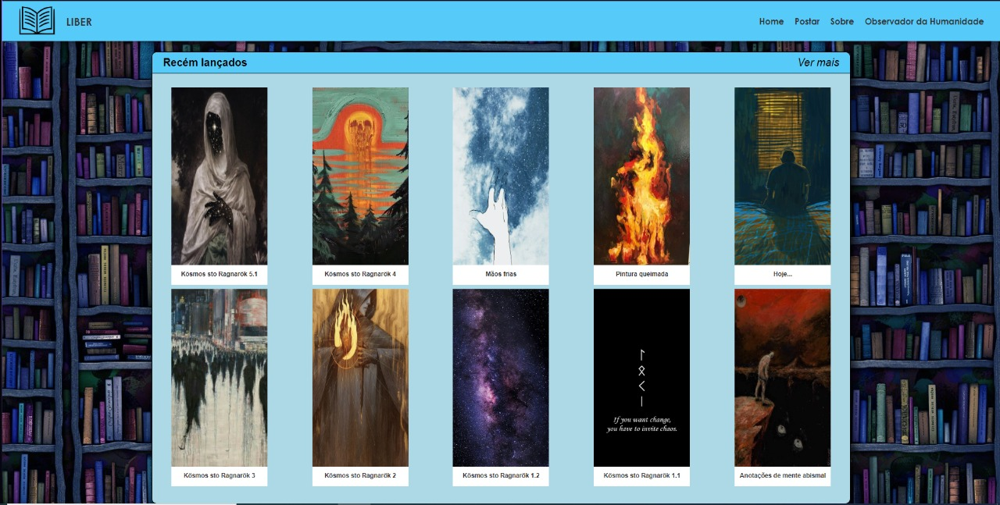 LIBER
Home Postar Sobre Observador da Humanidade
Recém lançados
Ver mais
Kósmos sto Ragnarök 5.1
Kósmos sto Ragnarök 4
Mãos frias
Pintura queimada
Hoje...
ᛚ
ᛟ
ᚲ
ᛁ
If you want change,
you have to invite chaos.
Kósmos sto Ragnarök 3
Kósmos sto Ragnarök 2
Kósmos sto Ragnarök 1.2
Kósmos sto Ragnarök 1.1
Anotações de mente abismal